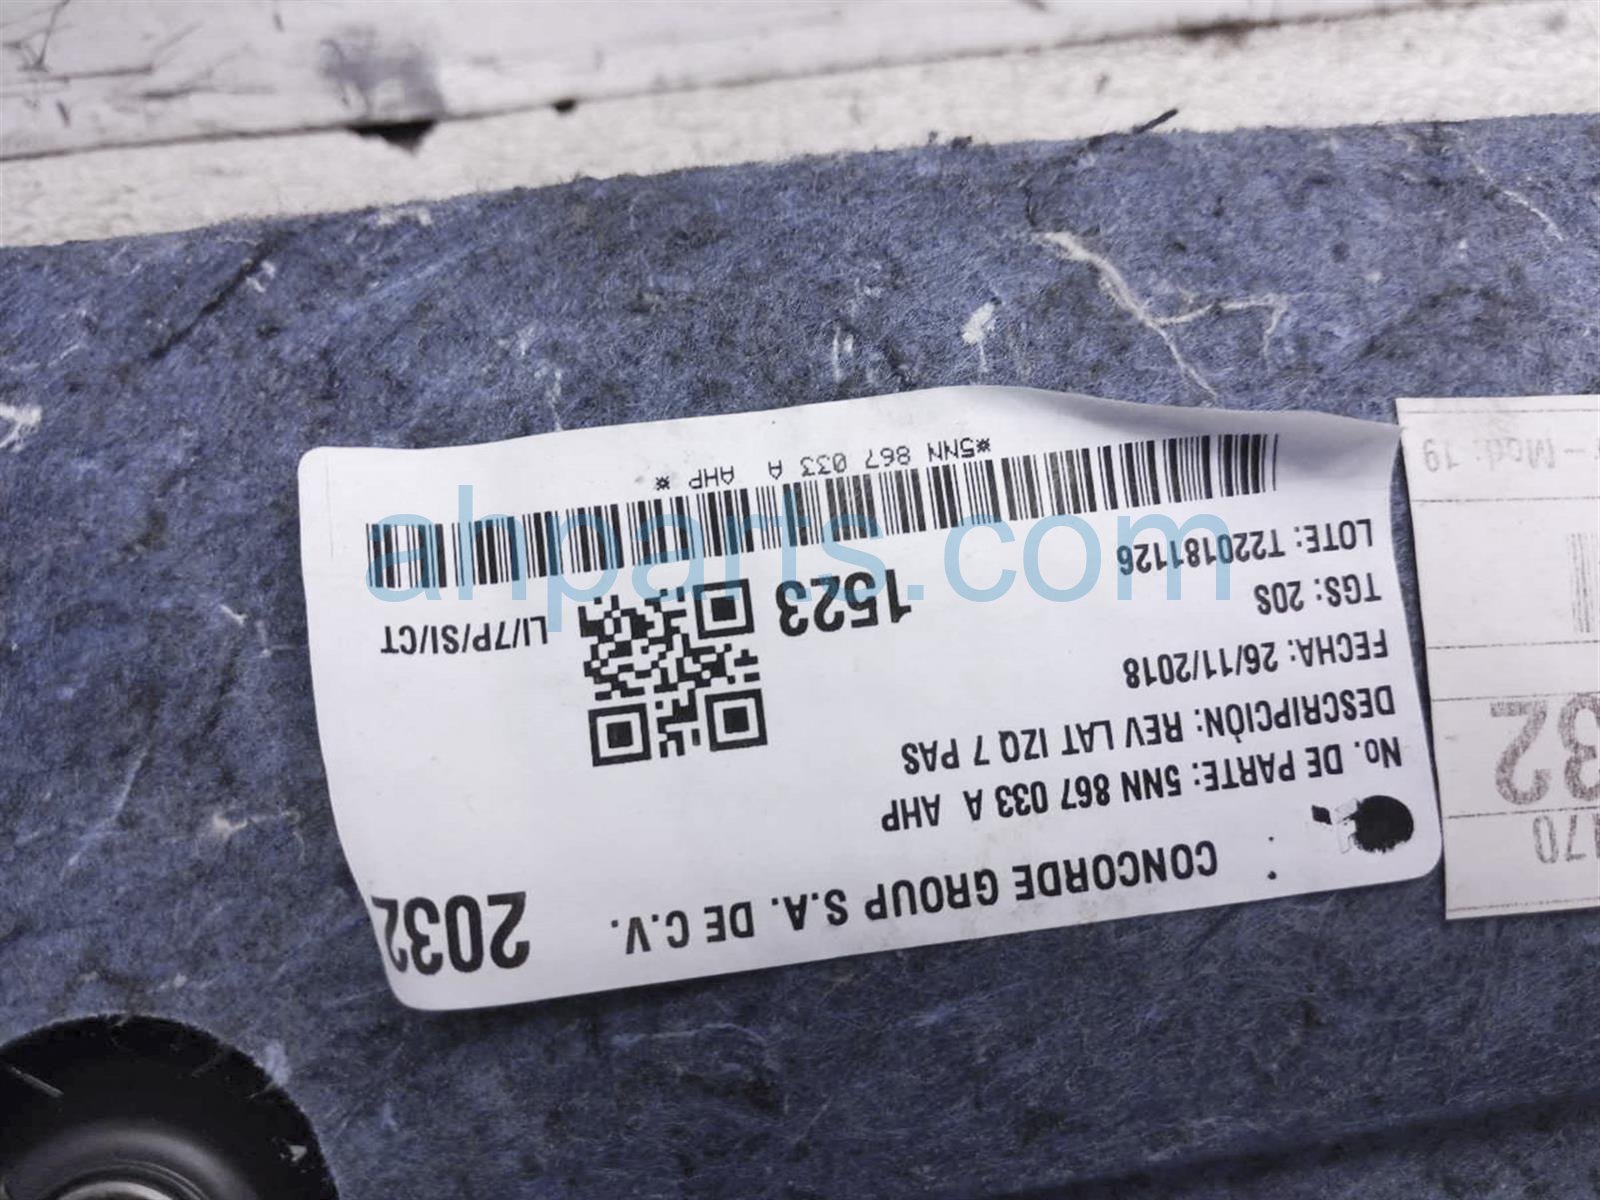 2032
CONCORDE GROUP S.A. DE C.V.
No. DE PARTE: 5NN 867 033 A AHP
DESCRIPCIÓN: REV LAT IZQ 7 PAS
FECHA: 26/11/2018
TGS: 20S
LOTE: T220181126
1523
LI/7P/SI/CT
*5NN 867 033 A AHP *
170
32
Mod: 19
ahparts.com